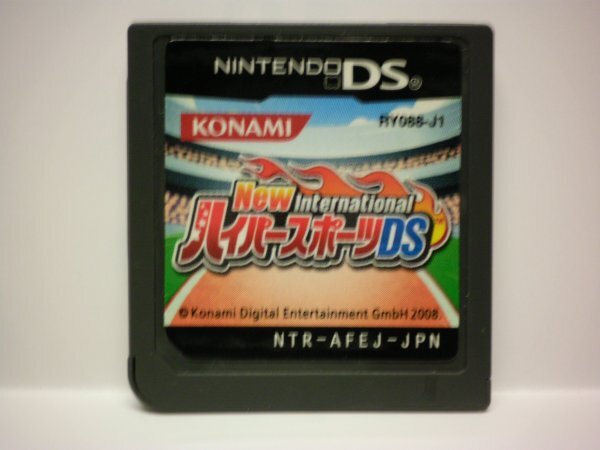 NINTENDO DS®
KONAMI
RY088-J1
New International
ハイパースポーツDS
© Konami Digital Entertainment GmbH 2008.
NTR-AFEJ-JPN